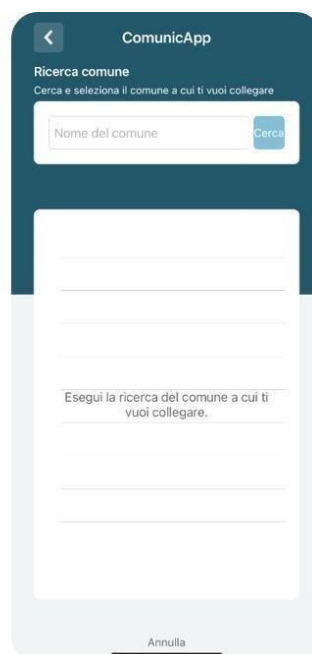 ComunicApp
Ricerca comune
Cerca e seleziona il comune a cui ti vuoi collegare
Nome del comune
Cerca
Esegui la ricerca del comune a cui ti
vuoi collegare.
Annulla